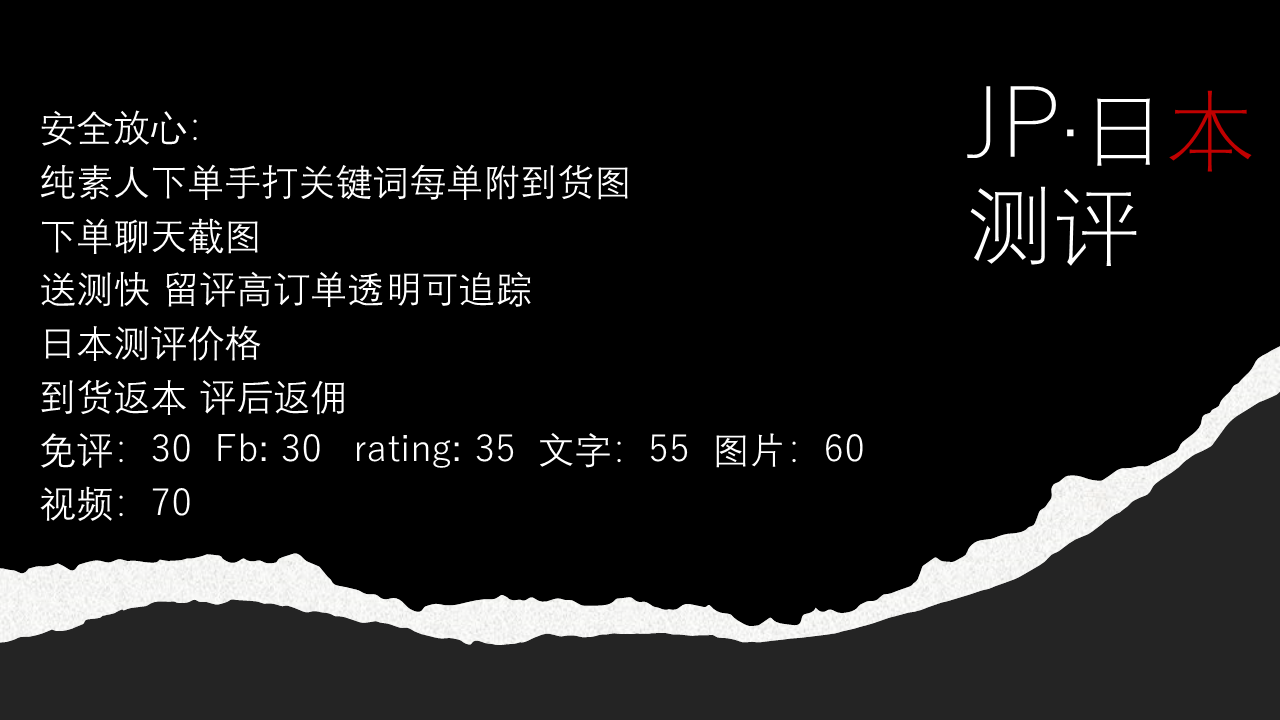 JP·日本
测评
安全放心：
纯素人下单手打关键词每单附到货图
下单聊天截图
送测快 留评高订单透明可追踪
日本测评价格
到货返本 评后返佣
免评：30 Fb: 30 rating: 35 文字：55 图片：60
视频：70